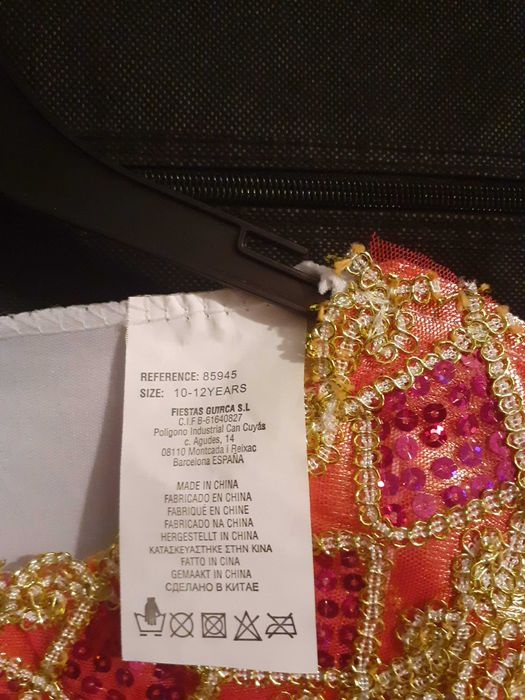 REFERENCE: 85945
SIZE: 10-12YEARS
FIESTAS GUIRCA S.L
C.I.F B-61640827
Polígono Industrial Can Cuyás
c. Agudes, 14
08110 Montcada i Reixac
Barcelona ESPAÑA
MADE IN CHINA
FABRICADO EN CHINA
FABRIQUÉ EN CHINE
FABRICADO NA CHINA
HERGESTELLT IN CHINA
ΚΑΤΑΣΚΕΥΑΣΤΗΚΕ ΣΤΗΝ ΚΙΝΑ
FATTO IN CINA
GEMAAKT IN CHINA
СДЕЛАНО В КИТАЕ